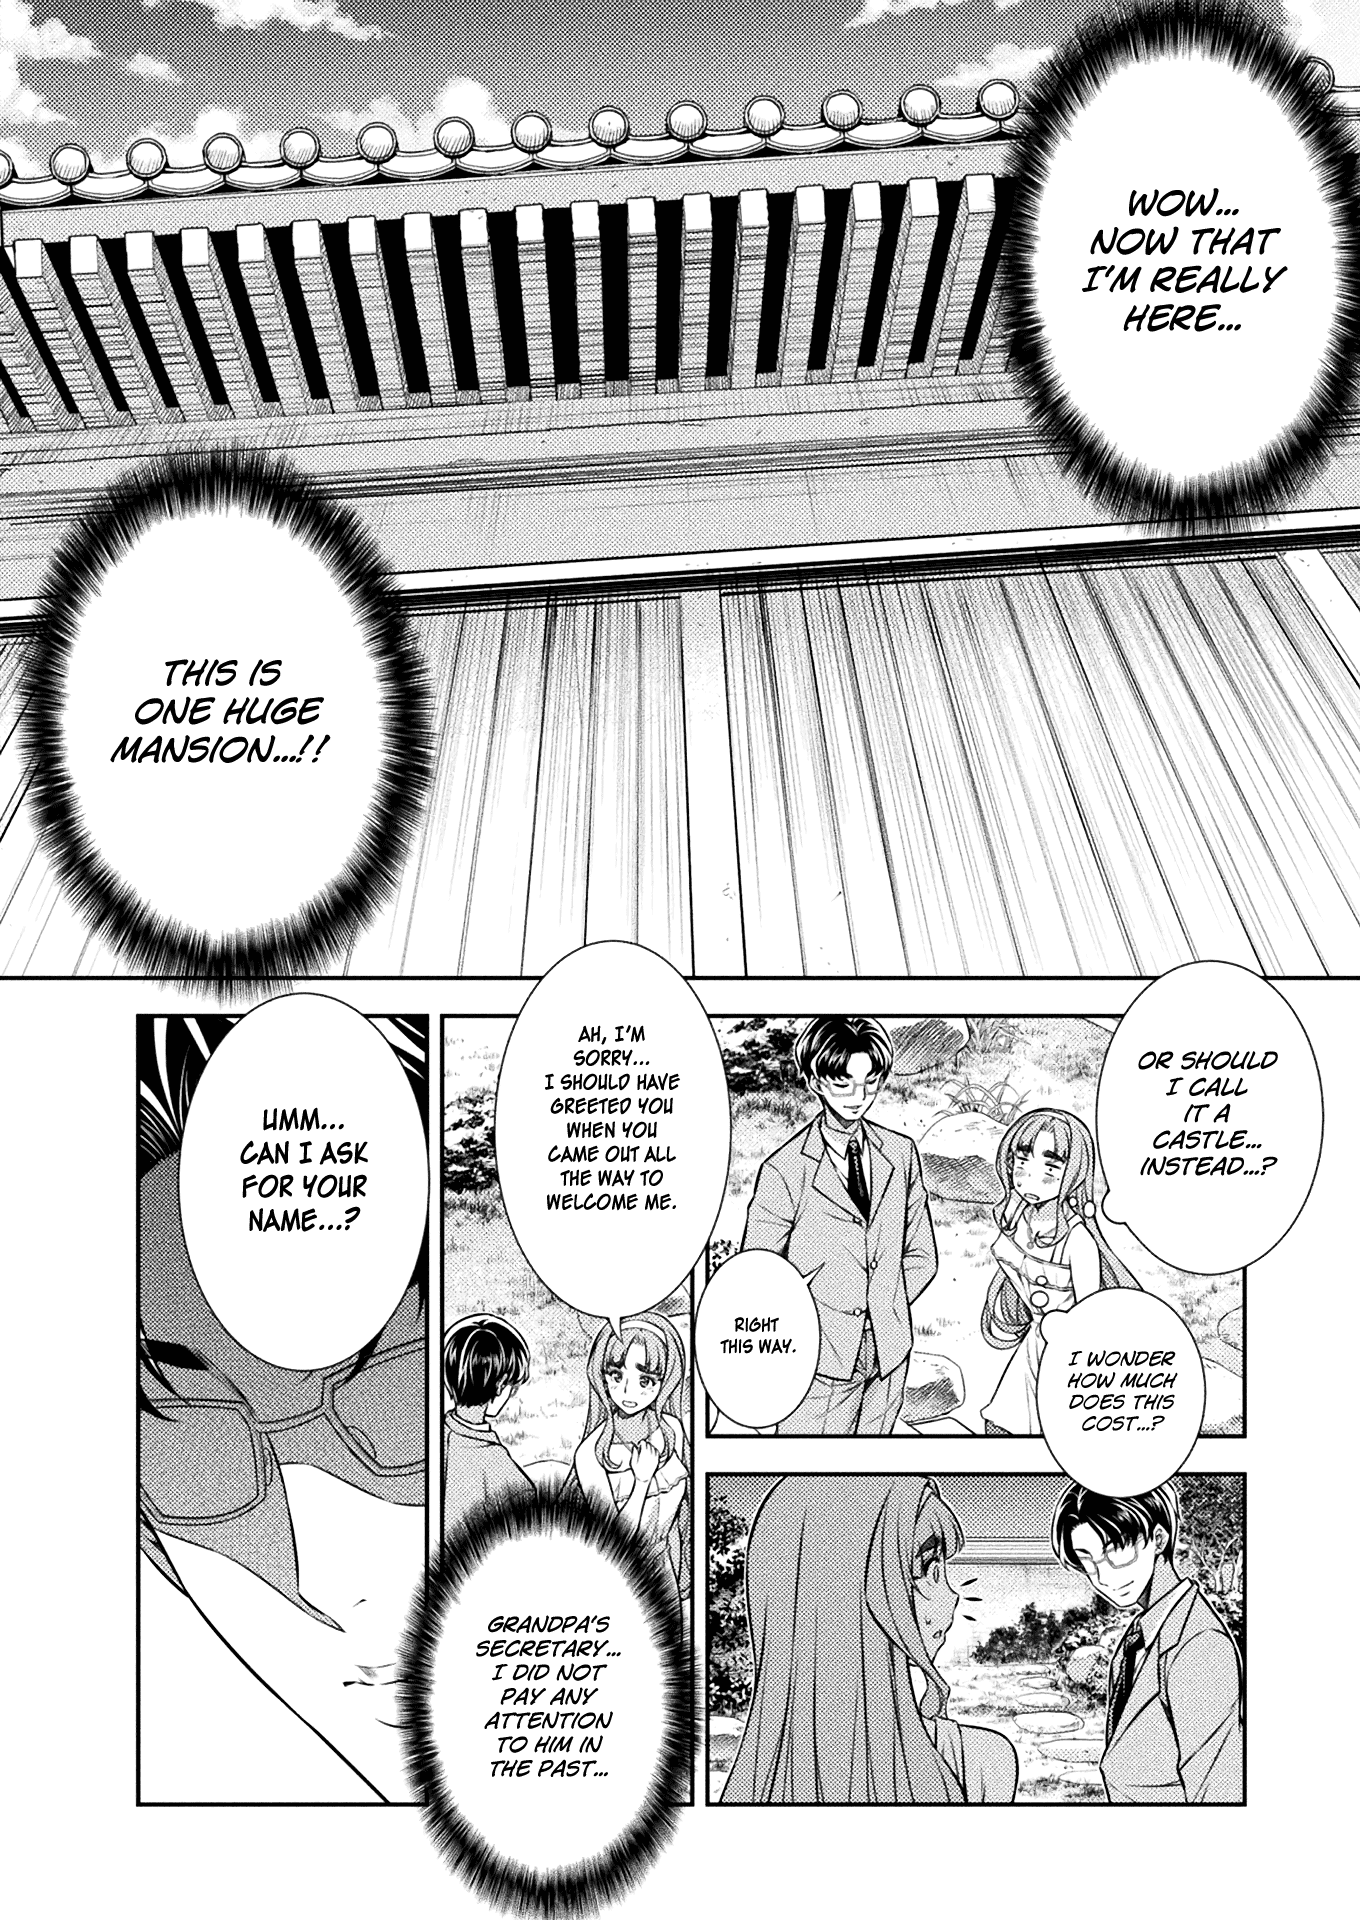 WOW...
NOW THAT
I'M REALLY
HERE...
THIS IS
ONE HUGE
MANSION...!!
OR SHOULD
I CALL
IT A
CASTLE...
INSTEAD...?
I WONDER
HOW MUCH
DOES THIS
COST...?
RIGHT
THIS WAY.
AH, I'M
SORRY...
I SHOULD HAVE
GREETED YOU
WHEN YOU
CAME OUT ALL
THE WAY TO
WELCOME ME.
GRANDPA'S
SECRETARY...
I DID NOT
PAY ANY
ATTENTION
TO HIM IN
THE PAST...
UMM...
CAN I ASK
FOR YOUR
NAME...?